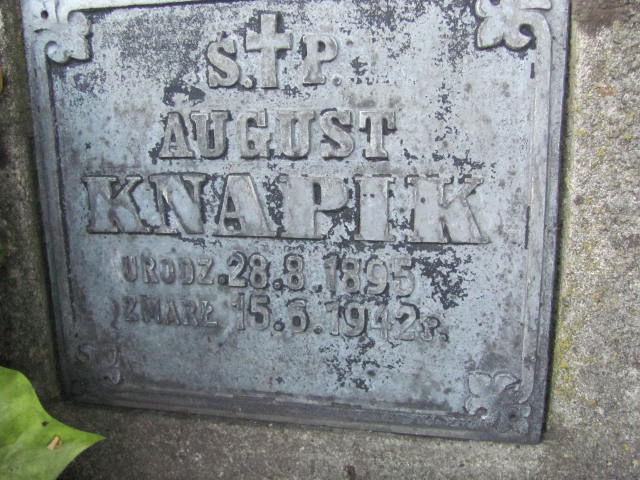 S.✝P.
AUGUST
KNAPIK
URODZ. 28.8.1895
ZMARŁ 15.6.1942 r.